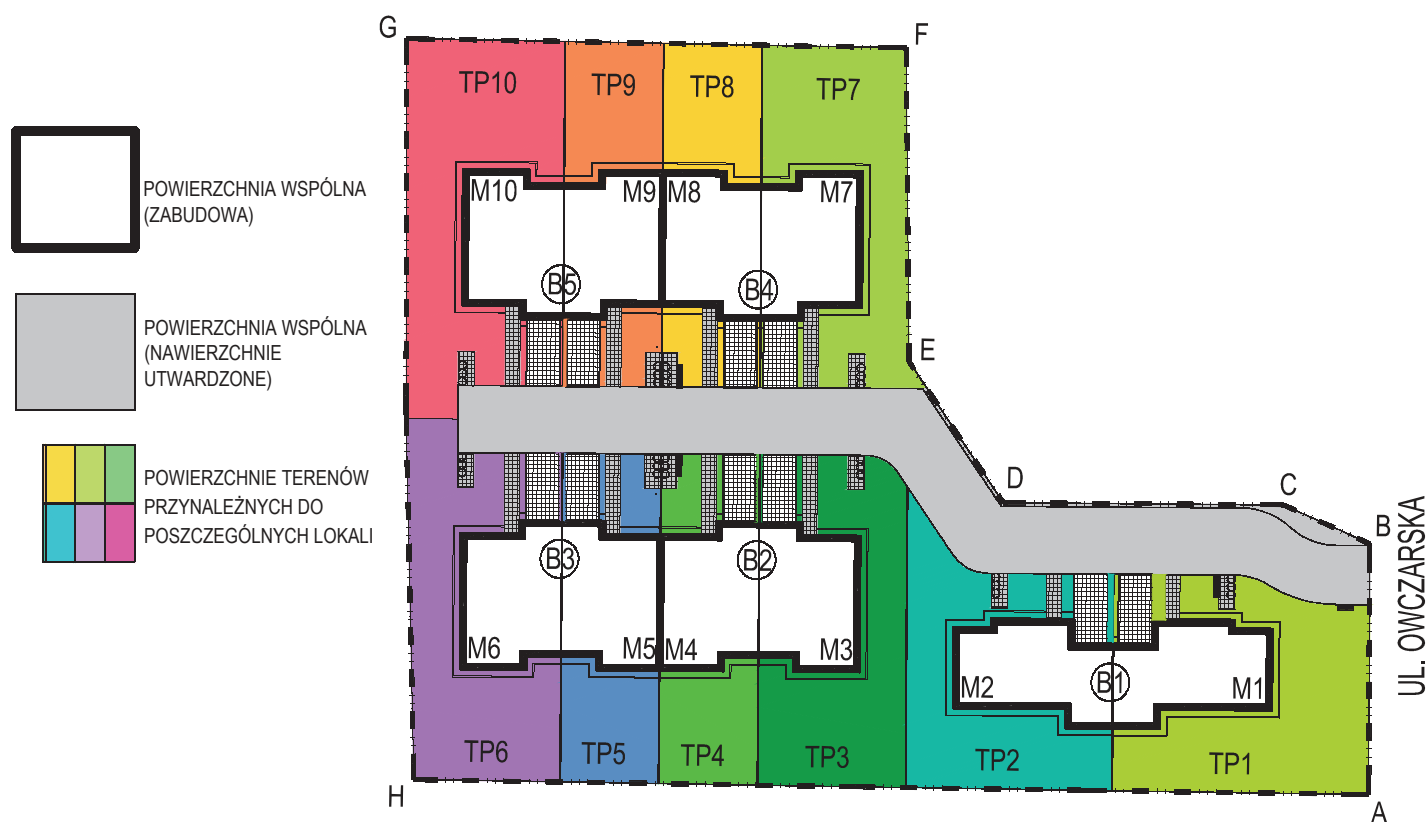 G
F
TP10
TP9
TP8
TP7
POWIERZCHNIA WSPÓLNA
(ZABUDOWA)
M10
M9
M8
M7
B5
B4
POWIERZCHNIA WSPÓLNA
(NAWIERZCHNIE
UTWARDZONE)
E
POWIERZCHNIE TERENÓW
PRZYNALEŻNYCH DO
POSZCZEGÓLNYCH LOKALI
D
C
B
UL. OWCZARSKA
B3
B2
M6
M5
M4
M3
M2
B1
M1
TP6
TP5
TP4
TP3
TP2
TP1
H
A